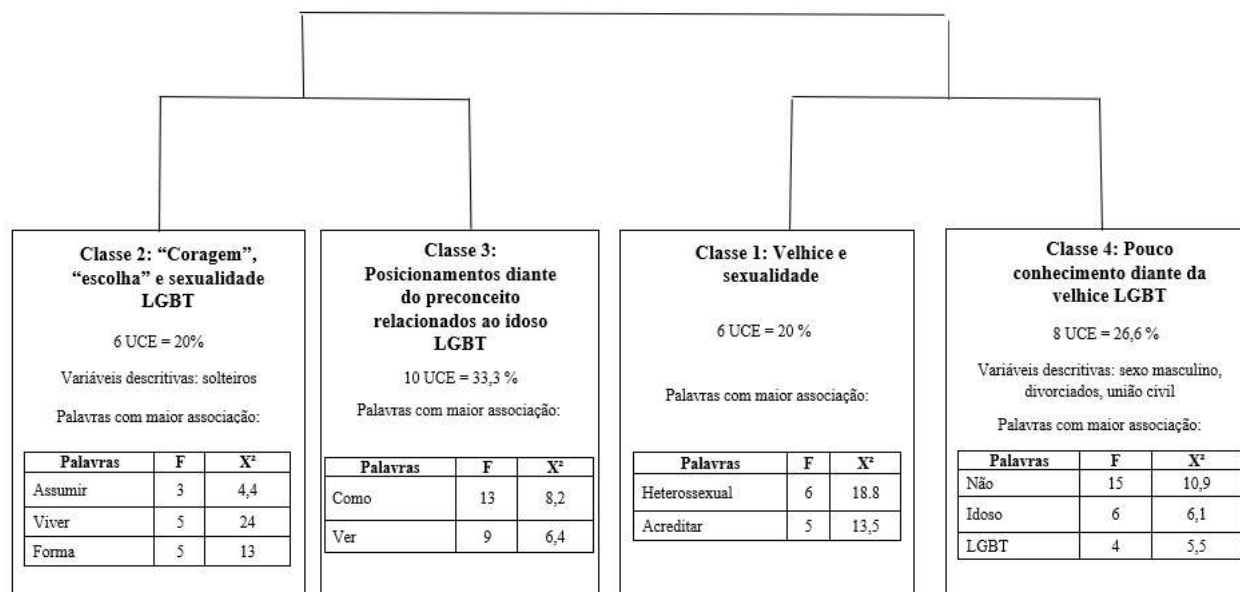 Classe 2: “Coragem”,
“escolha” e sexualidade
LGBT
6 UCE = 20%
Variáveis descritivas: solteiros
Palavras com maior associação:
Palavras F X²
Assumir 3 4,4
Viver 5 24
Forma 5 13
Classe 3:
Posicionamentos diante
do preconceito
relacionados ao idoso
LGBT
10 UCE = 33,3 %
Palavras com maior associação:
Palavras F X²
Como 13 8,2
Ver 9 6,4
Classe 1: Velhice e
sexualidade
6 UCE = 20 %
Palavras com maior associação:
Palavras F X²
Heterossexual 6 18.8
Acreditar 5 13,5
Classe 4: Pouco
conhecimento diante da
velhice LGBT
8 UCE = 26,6 %
Variáveis descritivas: sexo masculino,
divorciados, união civil
Palavras com maior associação:
Palavras F X²
Não 15 10,9
Idoso 6 6,1
LGBT 4 5,5